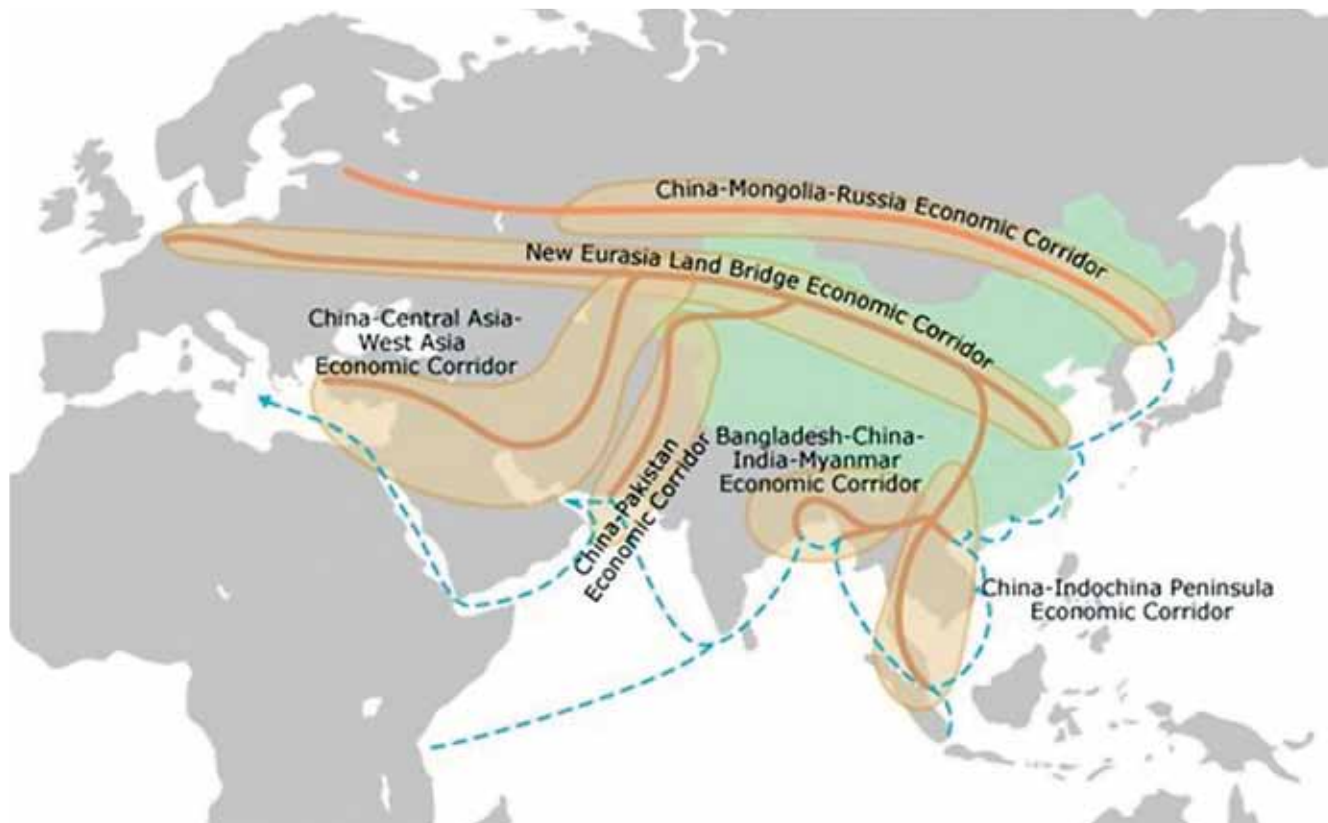 China-Mongolia-Russia Economic Corridor
New Eurasia Land Bridge Economic Corridor
China-Central Asia-
West Asia
Economic Corridor
China-Pakistan
Economic Corridor
Bangladesh-China-
India-Myanmar
Economic Corridor
China-Indochina Peninsula
Economic Corridor